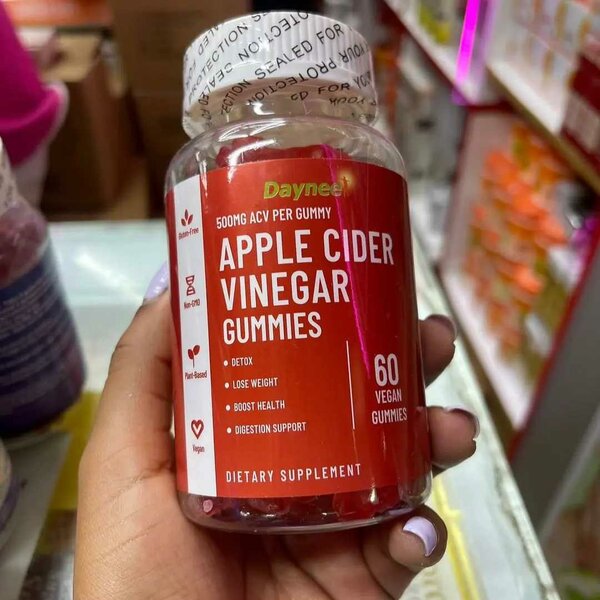 SEALED FOR YOUR PROTECTION
Daynee
500MG ACV PER GUMMY
APPLE CIDER
VINEGAR
GUMMIES
• DETOX
• LOSE WEIGHT
• BOOST HEALTH
• DIGESTION SUPPORT
60
VEGAN
GUMMIES
DIETARY SUPPLEMENT
Gluten-Free
Non-GMO
Plant-Based
Vegan